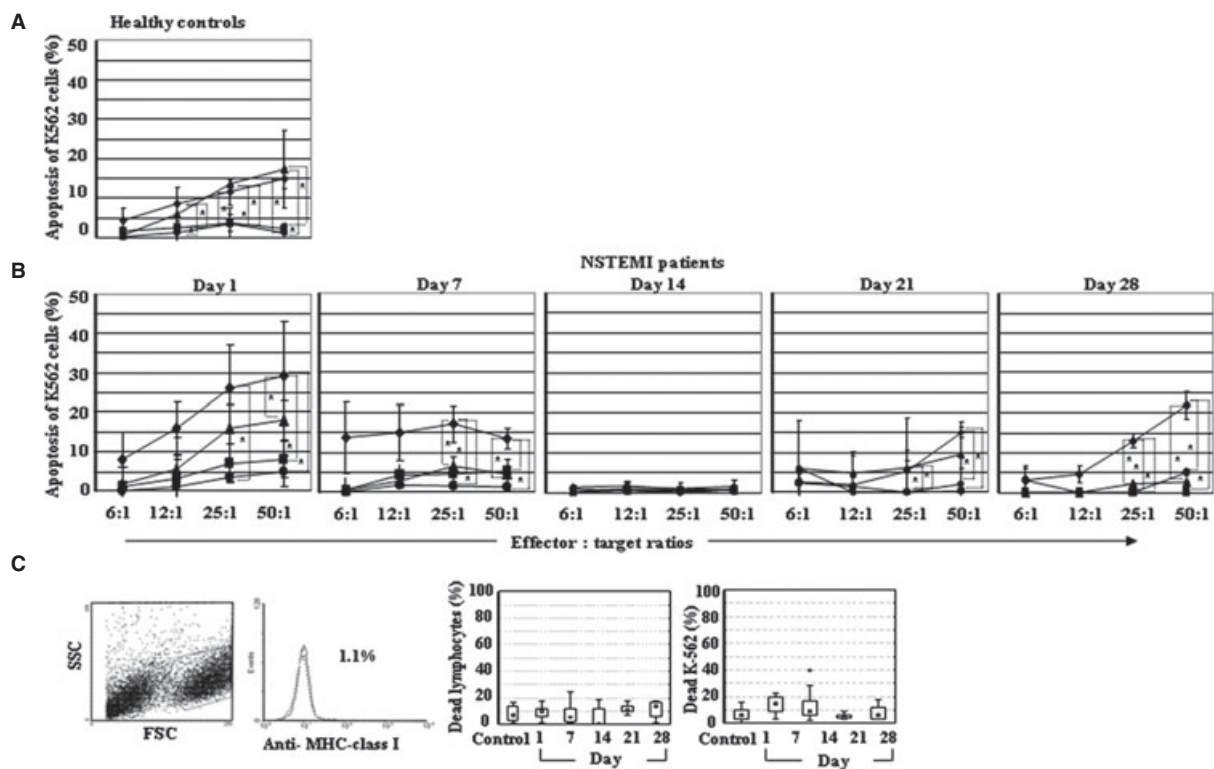 A
Healthy controls
Apoptosis of K562 cells (%)
50
40
30
20
10
0
B
NSTEMI patients
Day 1
Day 7
Day 14
Day 21
Day 28
Apoptosis of K562 cells (%)
50
40
30
20
10
0
6:1 12:1 25:1 50:1
6:1 12:1 25:1 50:1
6:1 12:1 25:1 50:1
6:1 12:1 25:1 50:1
6:1 12:1 25:1 50:1
Effector : target ratios
C
SSC
FSC
Events
1.1%
Anti- MHC-class I
Dead lymphocytes (%)
100
80
60
40
20
0
Control 1 7 14 21 28
Day
Dead K-562 (%)
100
80
60
40
20
0
Control 1 7 14 21 28
Day